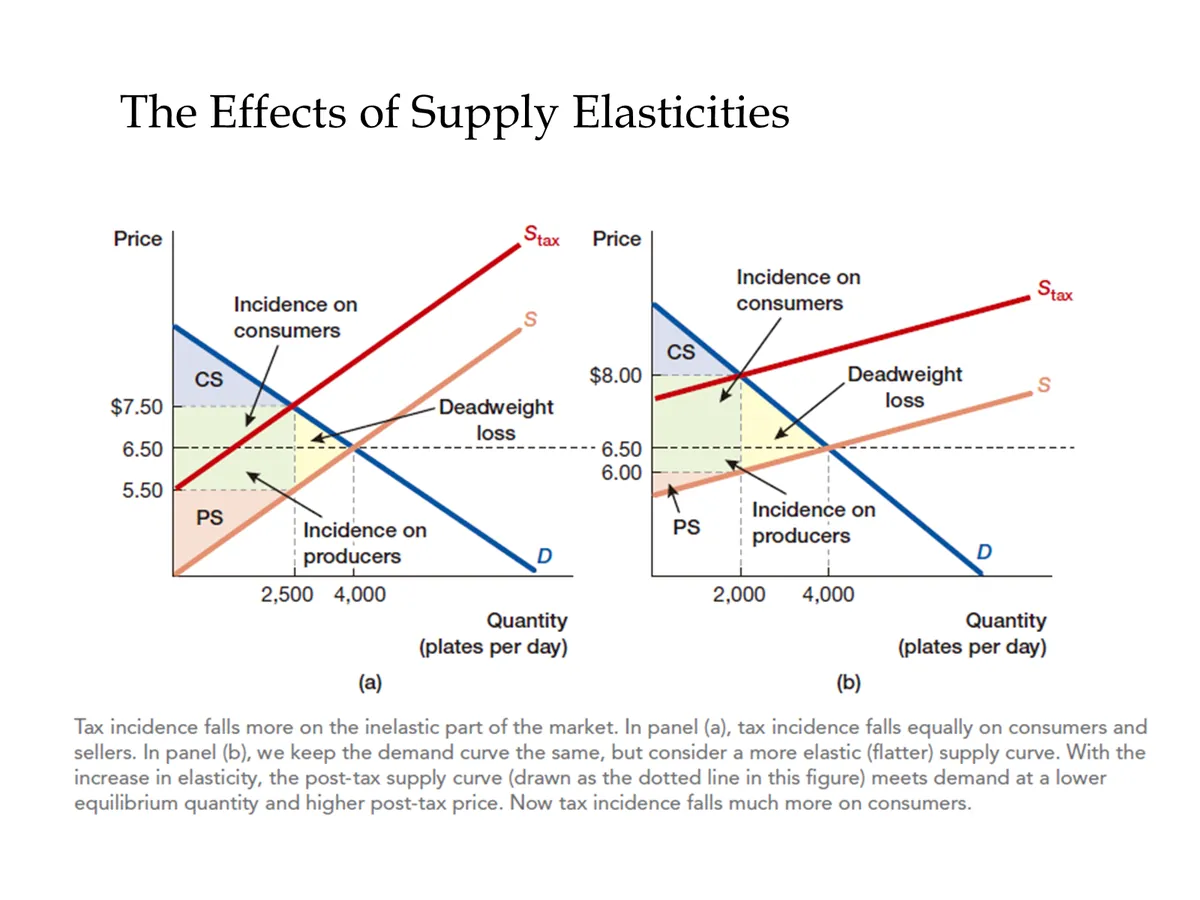 The Effects of Supply Elasticities
Price
Stax
S
Incidence on
consumers
CS
$7.50
6.50
5.50
Deadweight
loss
PS
Incidence on
producers
D
2,500 4,000
Quantity
(plates per day)
(a)
Price
Stax
S
Incidence on
consumers
CS
$8.00
6.50
6.00
Deadweight
loss
PS
Incidence on
producers
D
2,000 4,000
Quantity
(plates per day)
(b)
Tax incidence falls more on the inelastic part of the market. In panel (a), tax incidence falls equally on consumers and
sellers. In panel (b), we keep the demand curve the same, but consider a more elastic (flatter) supply curve. With the
increase in elasticity, the post-tax supply curve (drawn as the dotted line in this figure) meets demand at a lower
equilibrium quantity and higher post-tax price. Now tax incidence falls much more on consumers.